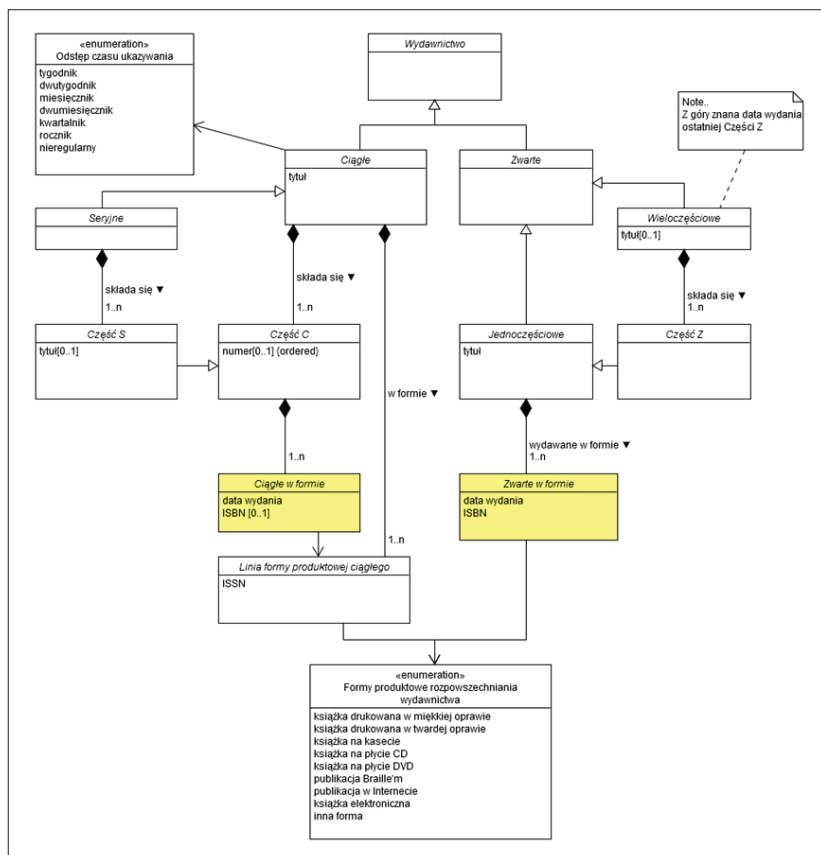 «enumeration»
Odstęp czasu ukazywania
tygodnik
dwutygodnik
miesięcznik
dwumiesięcznik
kwartalnik
rocznik
nieregularny
Wydawnictwo
Note..
Z góry znana data wydania
ostatniej Części Z
Ciągłe
tytuł
Zwarte
Seryjne
Wieloczęściowe
tytuł[0..1]
składa się ▼
1..n
składa się ▼
1..n
składa się ▼
1..n
Część S
tytuł[0..1]
Część C
numer[0..1] {ordered}
Jednoczęściowe
tytuł
Część Z
w formie ▼
1..n
1..n
wydawane w formie ▼
1..n
Ciągłe w formie
data wydania
ISBN [0..1]
Zwarte w formie
data wydania
ISBN
Linia formy produktowej ciągłego
ISSN
«enumeration»
Formy produktowe rozpowszechniania
wydawnictwa
książka drukowana w miękkiej oprawie
książka drukowana w twardej oprawie
książka na kasecie
książka na płycie CD
książka na płycie DVD
publikacja Braille'm
publikacja w Internecie
książka elektroniczna
inna forma